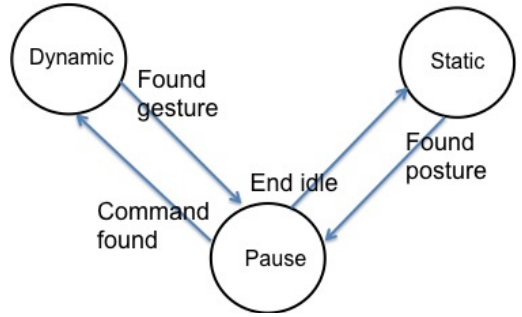 Dynamic
Static
Found
gesture
Found
posture
End idle
Command
found
Pause